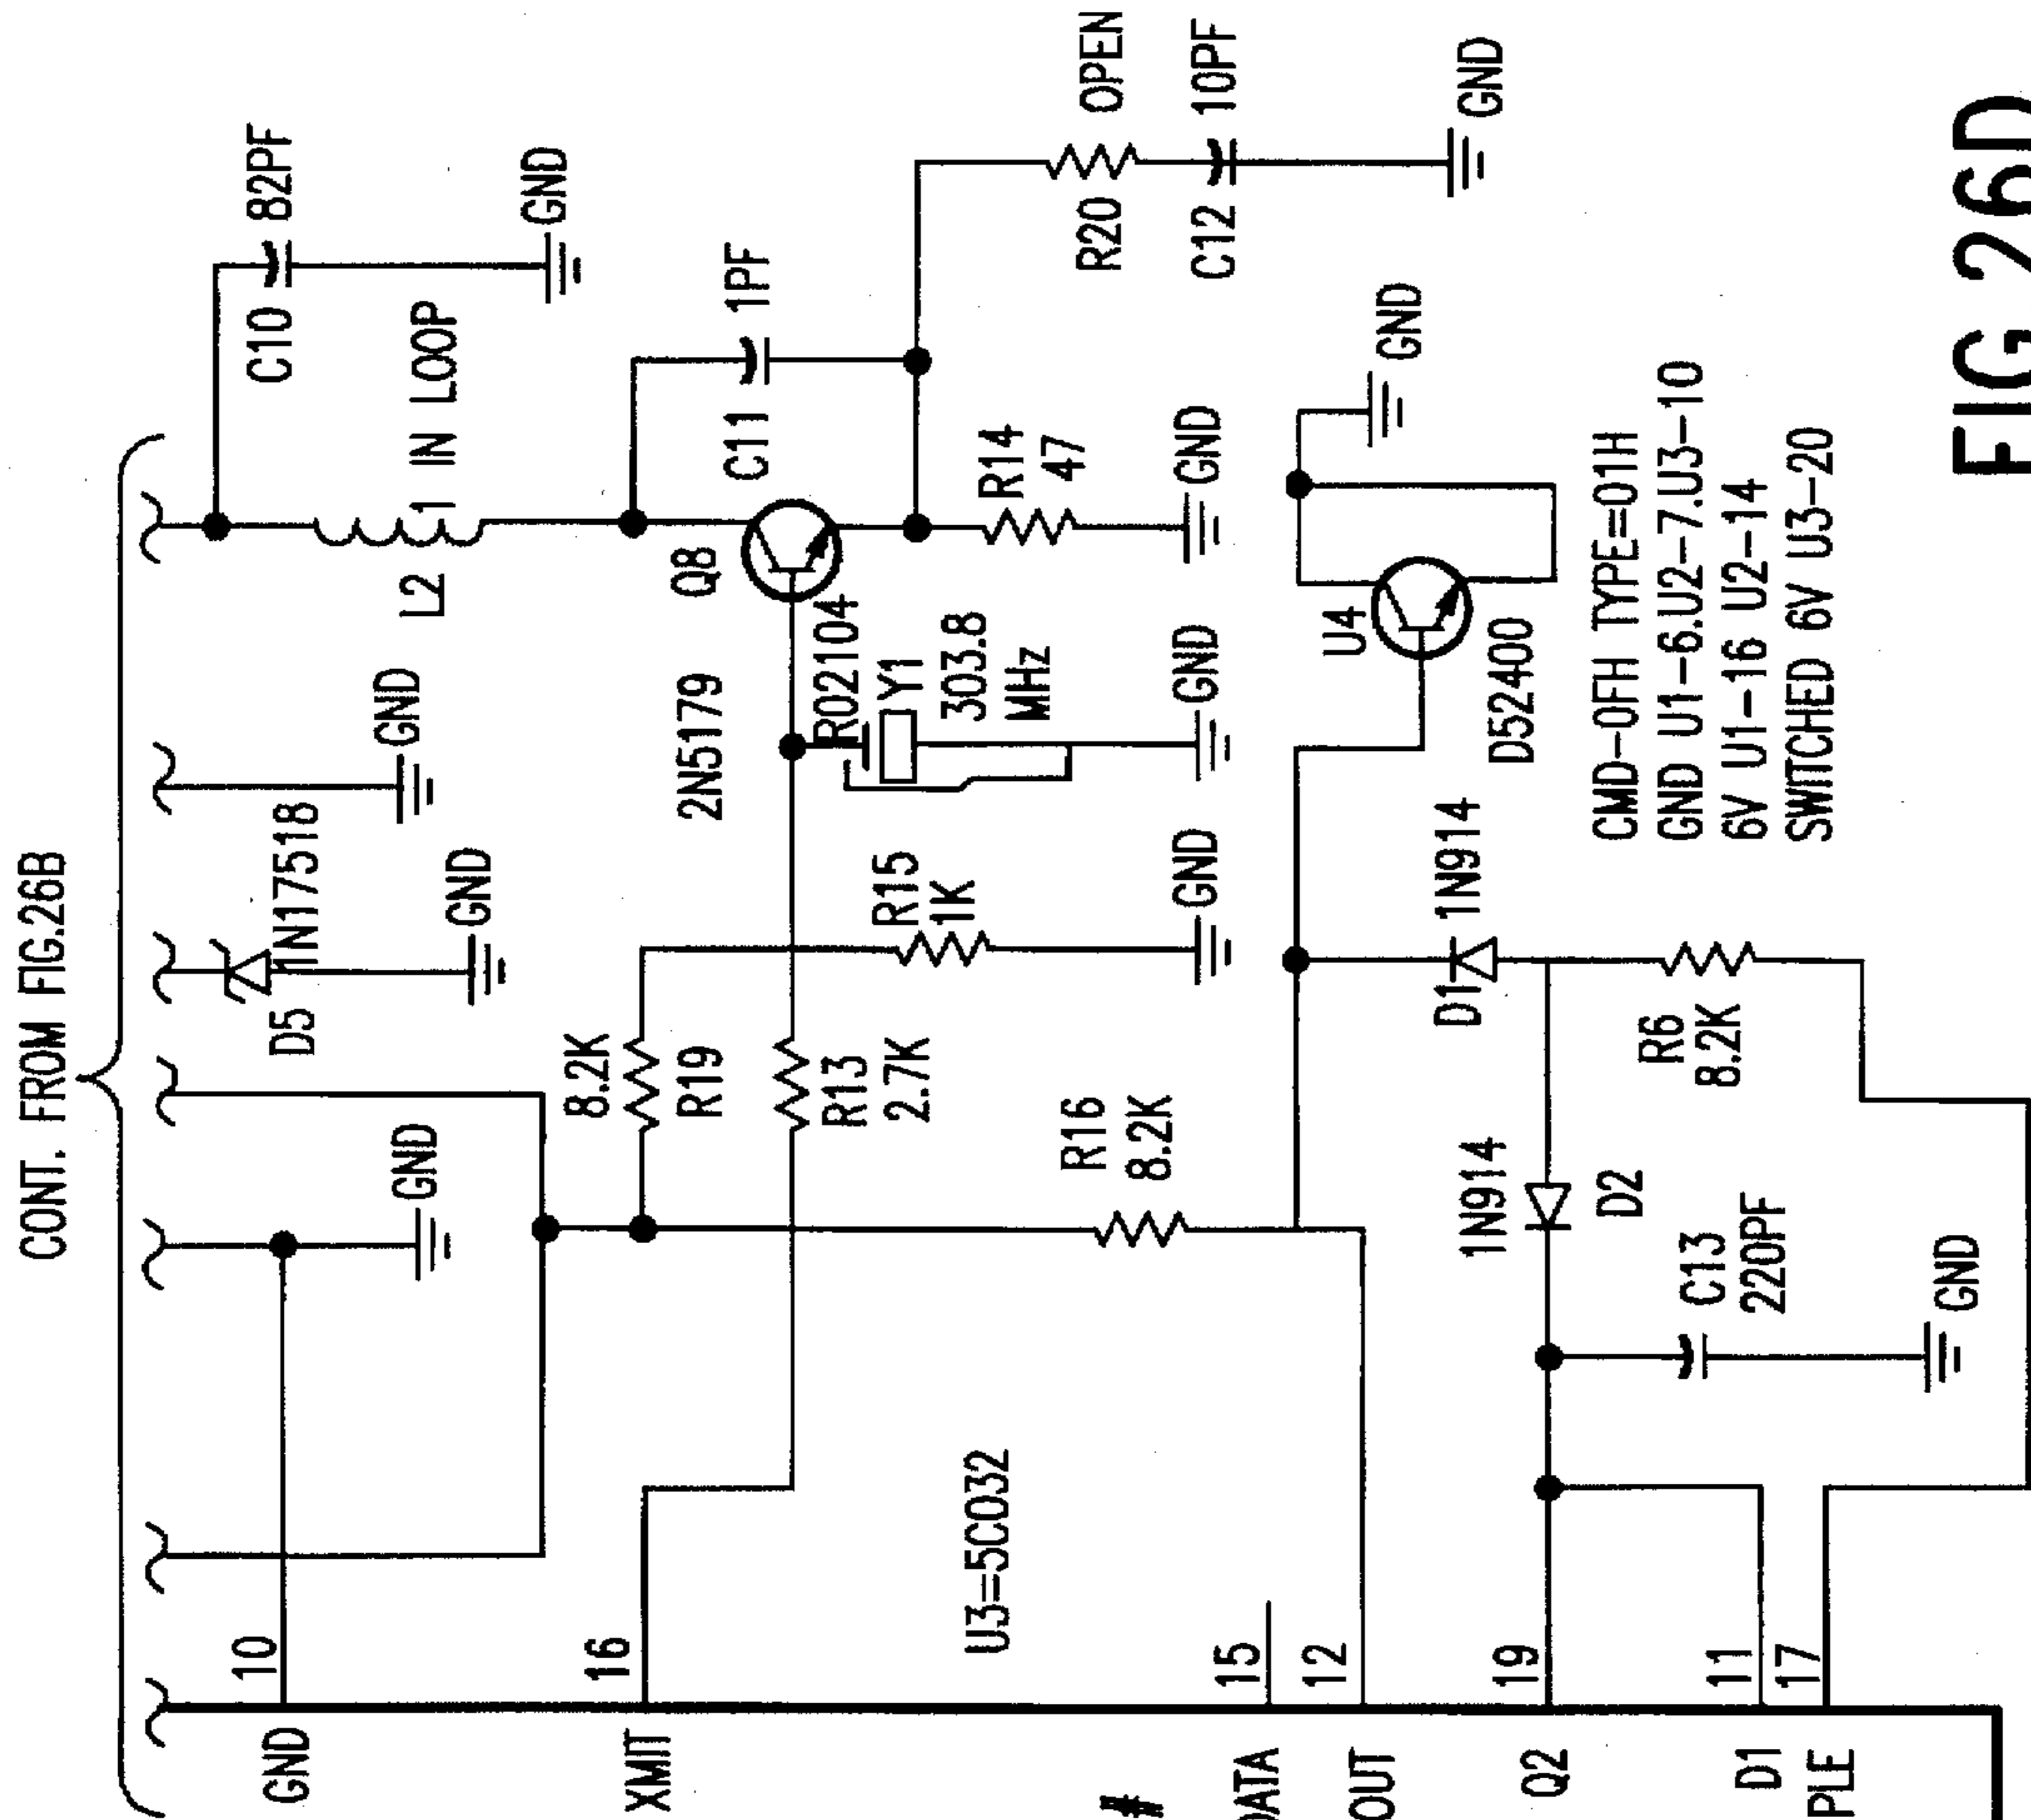 CONT. FROM FIG.26B
C10 82PF
GND
L2 1 IN LOOP
GND
D5 1N17518
GND
GND
10
GND
C11 1PF
Q8
2N5179
R20 OPEN
C12 10PF
GND
R14
47
GND
R02104
Y1
303.8
MHz
GND
R15
1K
GND
8.2K
R19
R13
2.7K
R16
8.2K
16
XMIT
U3=5C032
#
15
DATA
12
OUT
GND
U4
D52400
D1 1N914
1N914
D2
R6
8.2K
C13
220PF
GND
19
Q2
11
D1
17
PLE
CMD-0FH TYPE=01H
GND U1-6.U2-7.U3-10
6V U1-16 U2-14
SWITCHED 6V U3-20
FIG.26D